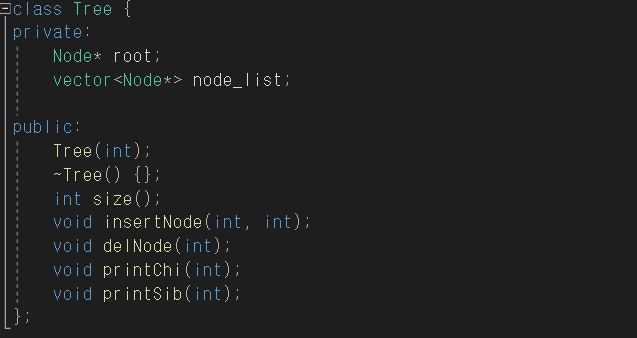 class Tree {
private:
    Node* root;
    vector<Node*> node_list;

public:
    Tree(int);
    ~Tree() {};
    int size();
    void insertNode(int, int);
    void delNode(int);
    void printChi(int);
    void printSib(int);
};